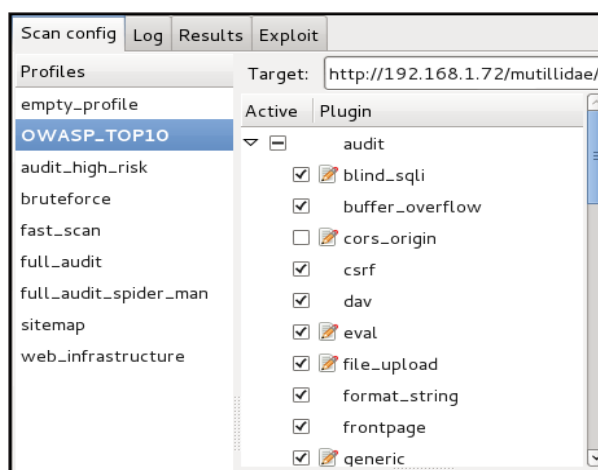 Scan config Log Results Exploit
Profiles
empty_profile
OWASP_TOP10
audit_high_risk
bruteforce
fast_scan
full_audit
full_audit_spider_man
sitemap
web_infrastructure
Target: http://192.168.1.72/mutillidae/
Active Plugin
audit
blind_sqli
buffer_overflow
cors_origin
csrf
dav
eval
file_upload
format_string
frontpage
generic